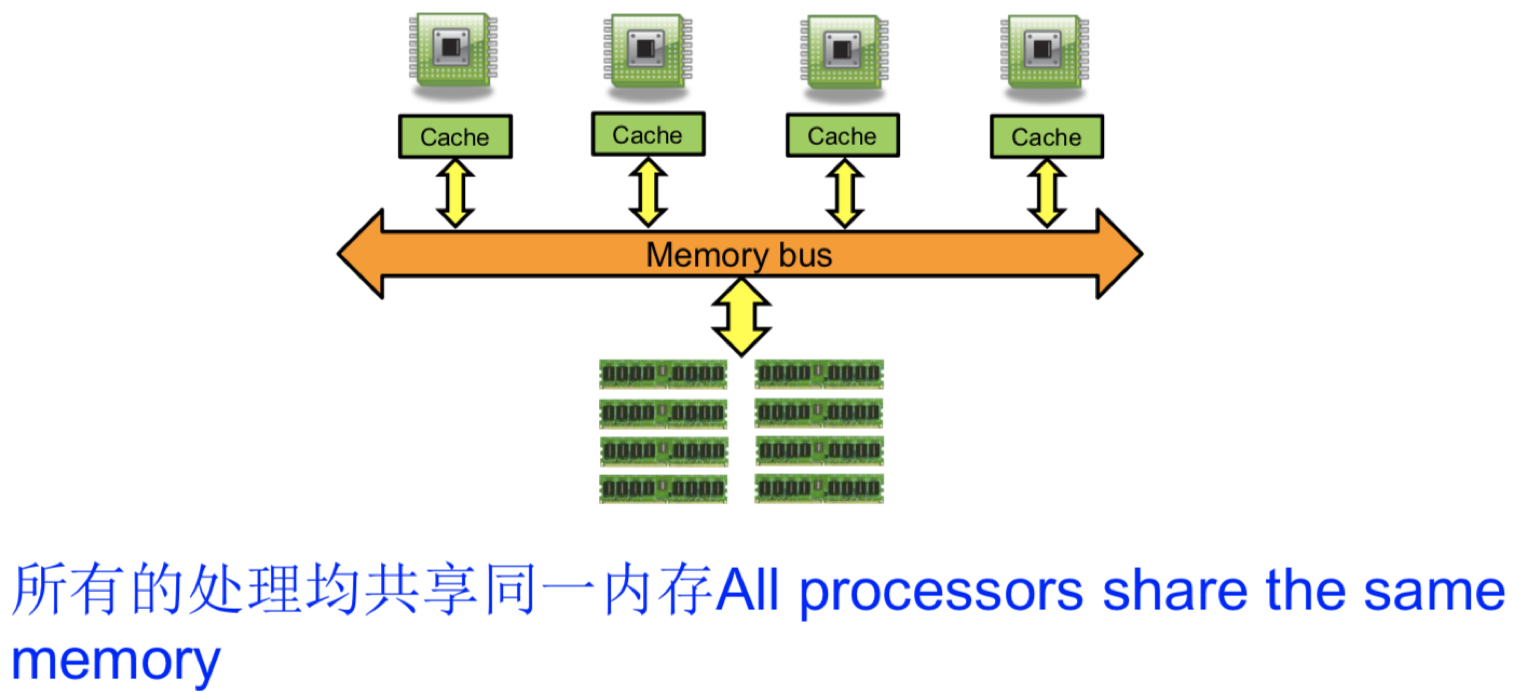 Cache Cache Cache Cache
Memory bus
所有的处理均共享同一内存All processors share the same
memory